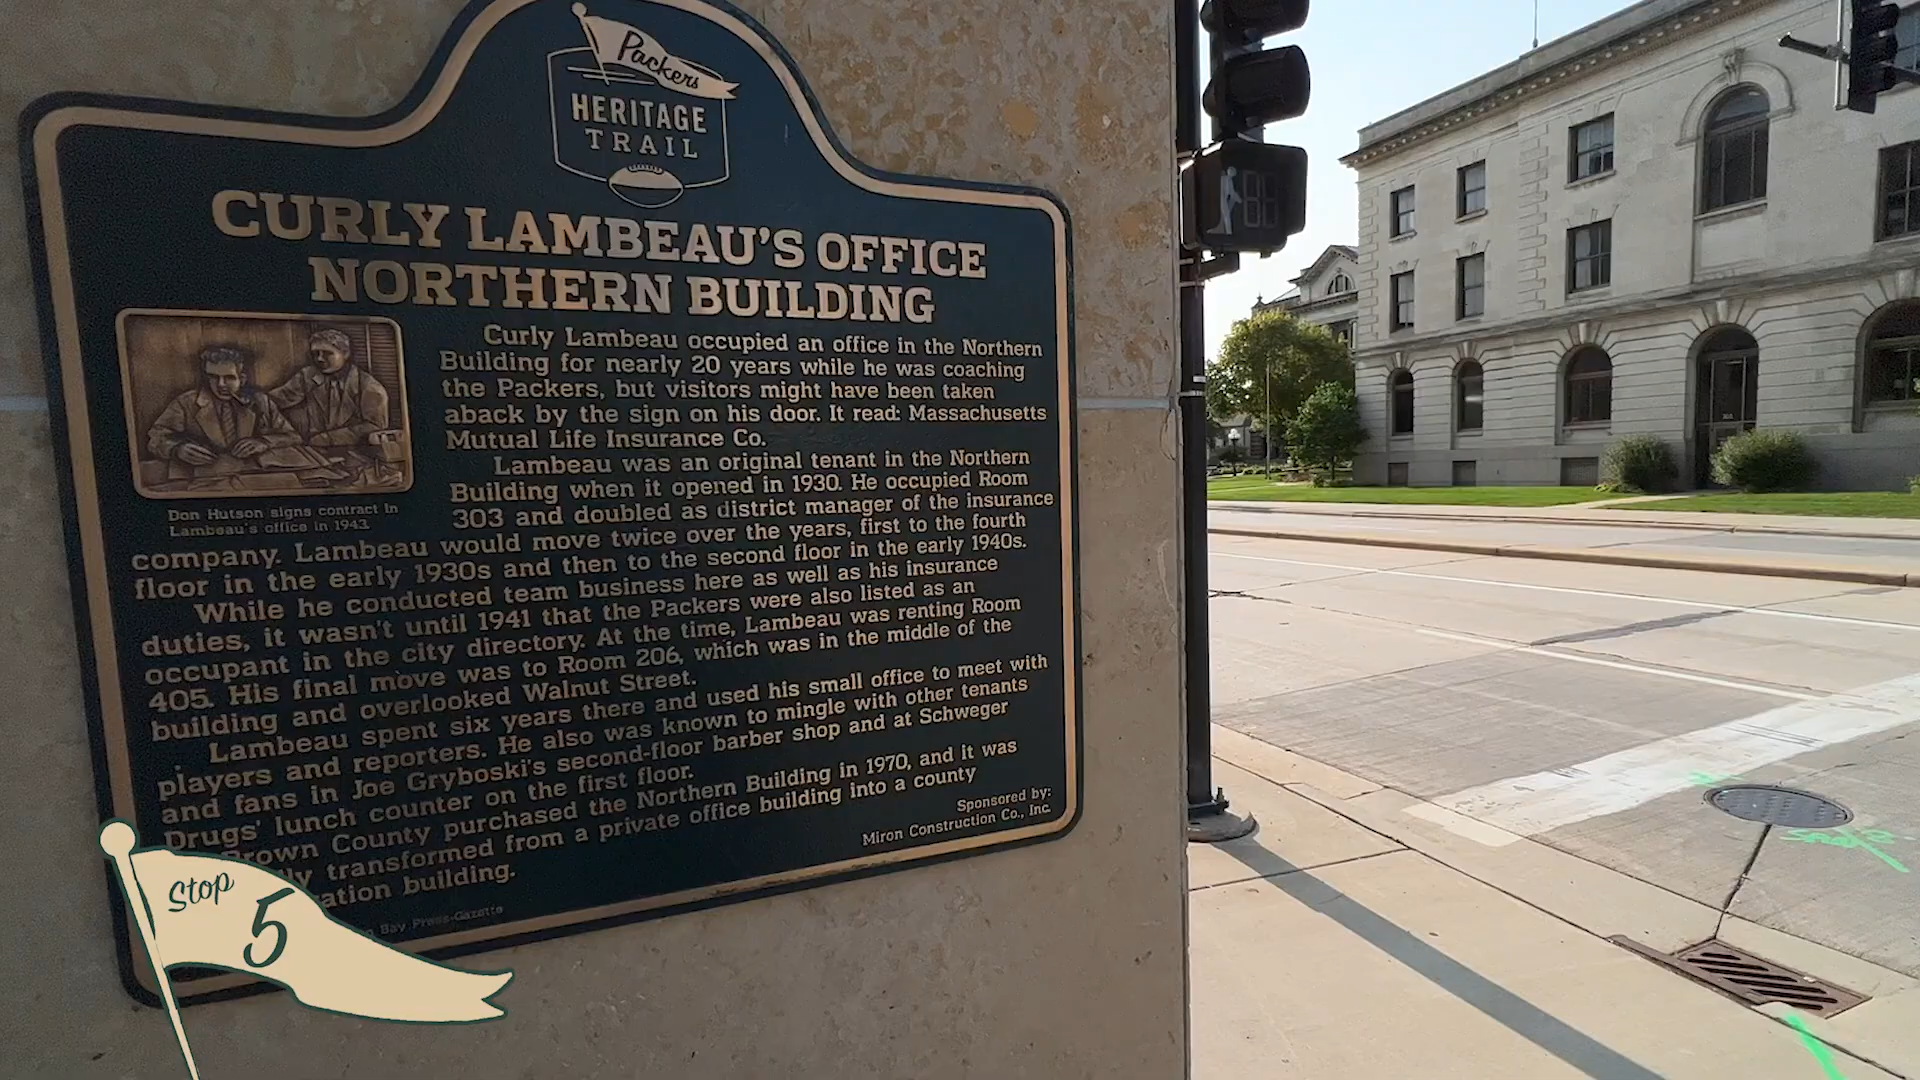 Packers
HERITAGE
TRAIL
CURLY LAMBEAU'S OFFICE
NORTHERN BUILDING
Curly Lambeau occupied an office in the Northern
Building for nearly 20 years while he was coaching
the Packers, but visitors might have been taken
aback by the sign on his door. It read: Massachusetts
Mutual Life Insurance Co.
Lambeau was an original tenant in the Northern
Building when it opened in 1930. He occupied Room
303 and doubled as district manager of the insurance
Don Hutson signs contract in
Lambeau's office in 1943.
company. Lambeau would move twice over the years, first to the fourth
floor in the early 1930s and then to the second floor in the early 1940s.
While he conducted team business here as well as his insurance
duties, it wasn't until 1941 that the Packers were also listed as an
occupant in the city directory. At the time, Lambeau was renting Room
405. His final move was to Room 206, which was in the middle of the
building and overlooked Walnut Street.
Lambeau spent six years there and used his small office to meet with
players and reporters. He also was known to mingle with other tenants
and fans in Joe Gryboski's second-floor barber shop and at Schweger
Drugs' lunch counter on the first floor.
Brown County purchased the Northern Building in 1970, and it was
transformed from a private office building into a county
building.
Sponsored by:
Miron Construction Co., Inc.
Bay Press-Gazette
Stop
5